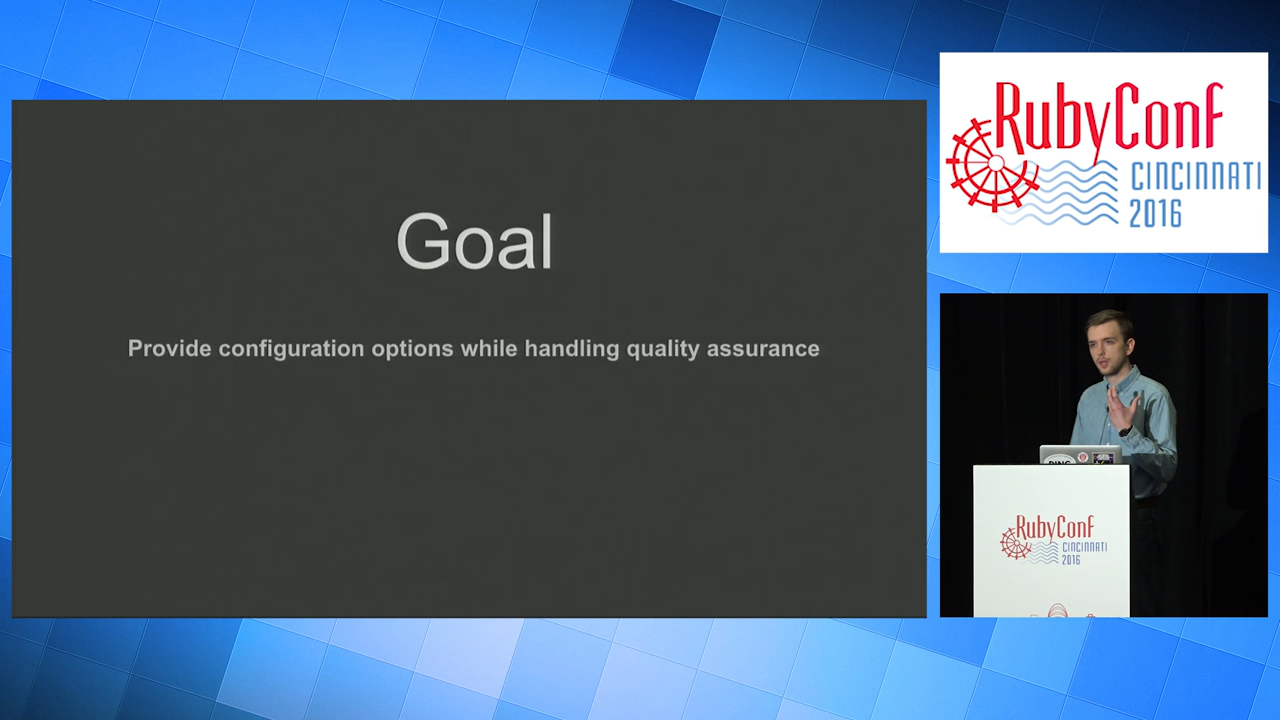 Goal
Provide configuration options while handling quality assurance
RubyConf
CINCINNATI
2016
RubyConf
CINCINNATI
2016